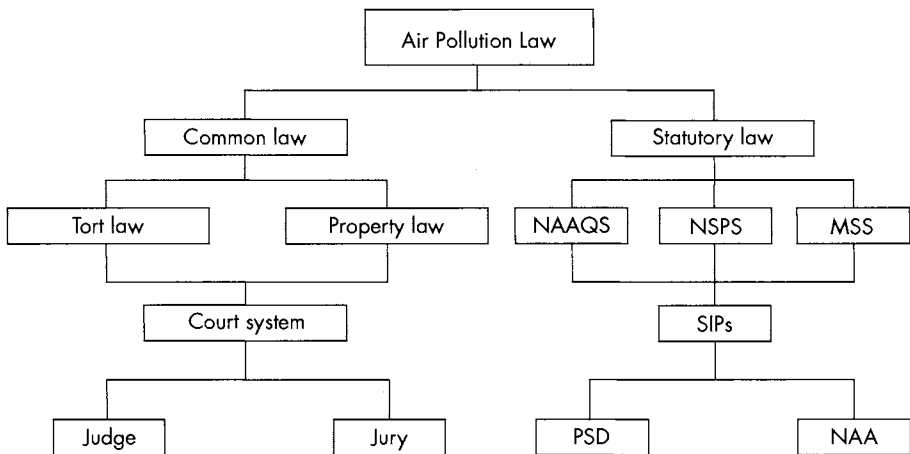 Air Pollution Law
Common law
Statutory law
Tort law
Property law
NAAQS
NSPS
MSS
Court system
SIPs
Judge
Jury
PSD
NAA